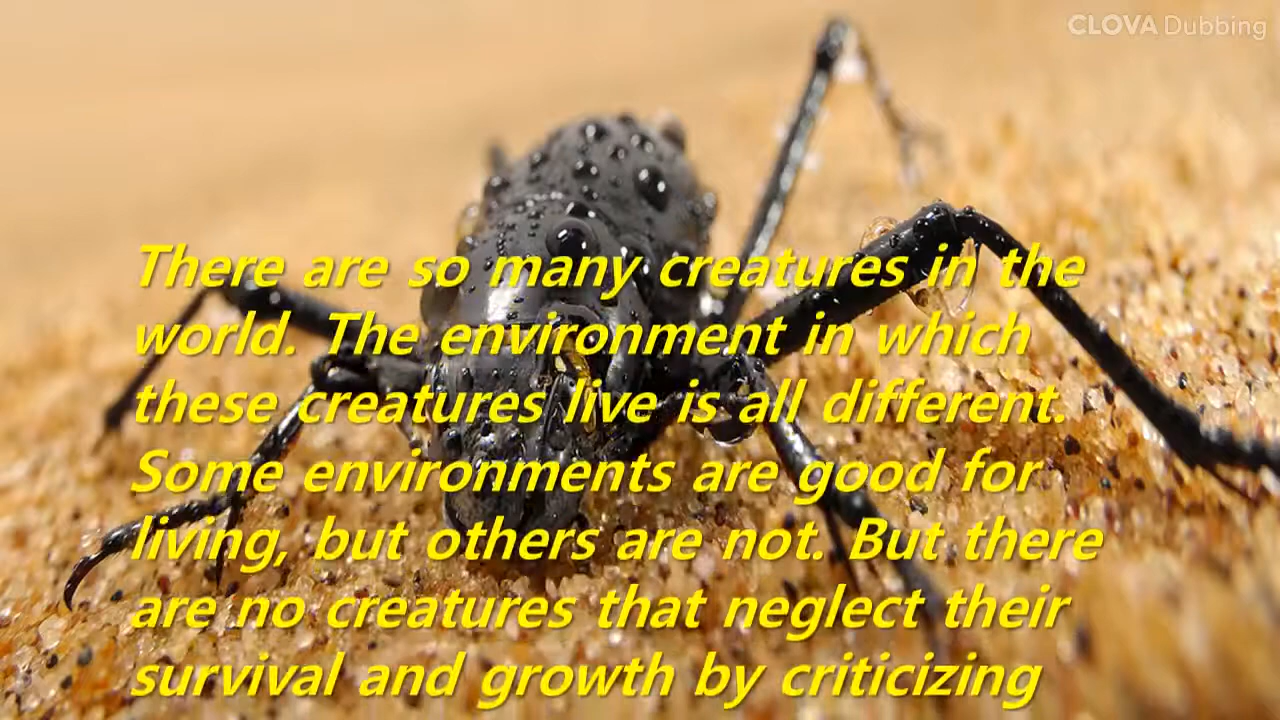 CLOVA Dubbing
There are so many creatures in the
world. The environment in which
these creatures live is all different.
Some environments are good for
living, but others are not. But there
are no creatures that neglect their
survival and growth by criticizing